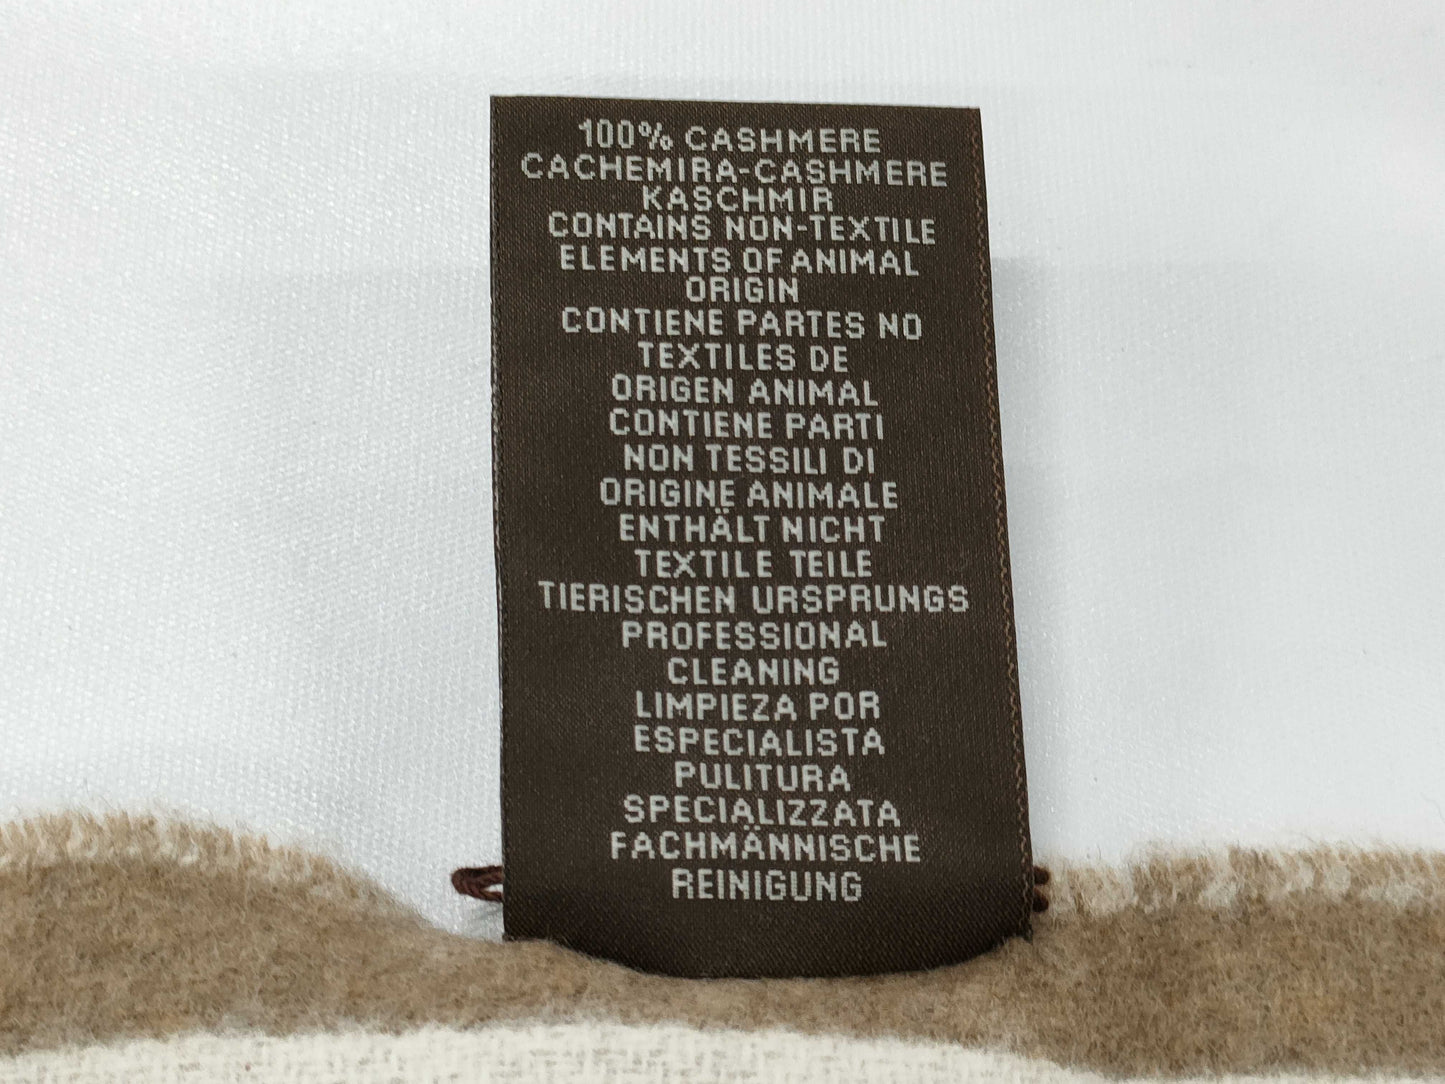 100% CASHMERE
CACHEMIRA-CASHMERE
KASCHMIR
CONTAINS NON-TEXTILE
ELEMENTS OF ANIMAL
ORIGIN
CONTIENE PARTES NO
TEXTILES DE
ORIGEN ANIMAL
CONTIENE PARTI
NON TESSILI DI
ORIGINE ANIMALE
ENTHÄLT NICHT
TEXTILE TEILE
TIERISCHEN URSPRUNGS
PROFESSIONAL
CLEANING
LIMPIEZA POR
ESPECIALISTA
PULITURA
SPECIALIZZATA
FACHMÄNNISCHE
REINIGUNG